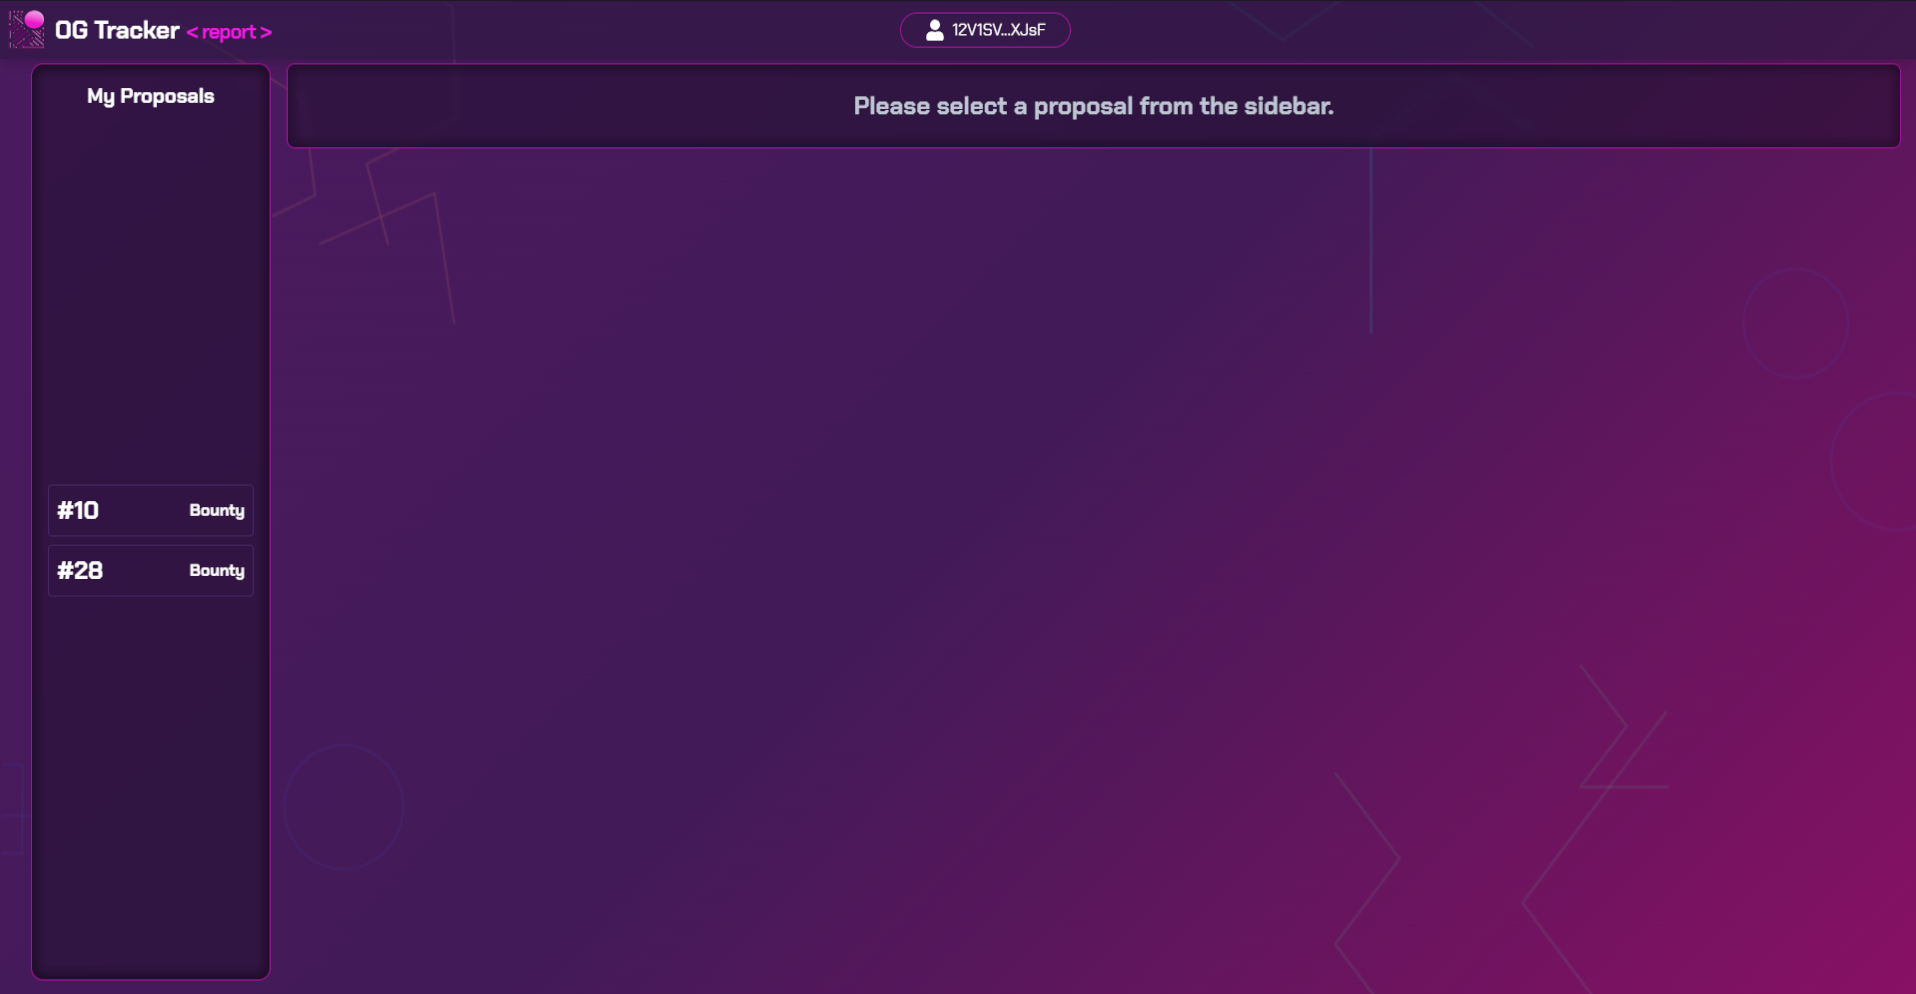 OG Tracker < report >
12V1SV...XJsF
My Proposals
Please select a proposal from the sidebar.
#10 Bounty
#28 Bounty